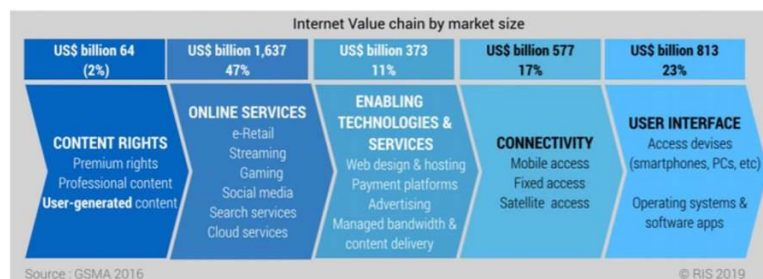 Internet Value chain by market size
US$ billion 64
(2%)
US$ billion 1,637
47%
US$ billion 373
11%
US$ billion 577
17%
US$ billion 813
23%
CONTENT RIGHTS
Premium rights
Professional content
User-generated content
ONLINE SERVICES
e-Retail
Streaming
Gaming
Social media
Search services
Cloud services
ENABLING
TECHNOLOGIES &
SERVICES
Web design & hosting
Payment platforms
Advertising
Managed bandwidth &
content delivery
CONNECTIVITY
Mobile access
Fixed access
Satellite access
USER INTERFACE
Access devises
(smartphones, PCs, etc)
Operating systems &
software apps
Source : GSMA 2016
© RIS 2019